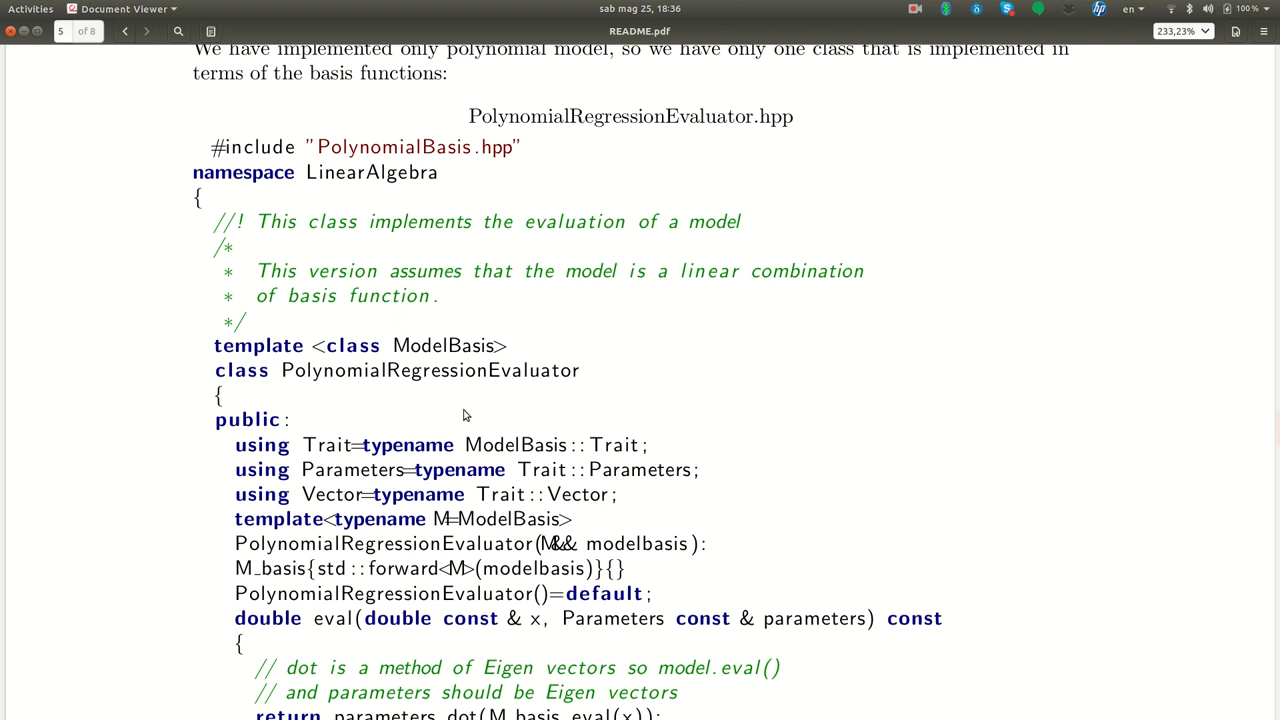 Activities Document Viewer sab mag 25, 18:36 en 100 %
5 of 8 README.pdf 233,23%
We have implemented only polynomial model, so we have only one class that is implemented in
terms of the basis functions:
PolynomialRegressionEvaluator.hpp
#include "PolynomialBasis.hpp"
namespace LinearAlgebra
{
//! This class implements the evaluation of a model
/*
* This version assumes that the model is a linear combination
* of basis function.
*/
template <class ModelBasis>
class PolynomialRegressionEvaluator
{
public:
using Trait=typename ModelBasis::Trait;
using Parameters=typename Trait::Parameters;
using Vector=typename Trait::Vector;
template<typename M=ModelBasis>
PolynomialRegressionEvaluator(M&& modelbasis):
M_basis{std::forward<M>(modelbasis)}{}
PolynomialRegressionEvaluator()=default;
double eval(double const & x, Parameters const & parameters) const
{
// dot is a method of Eigen vectors so model.eval()
// and parameters should be Eigen vectors
return parameters.dot(M_basis.eval(x));